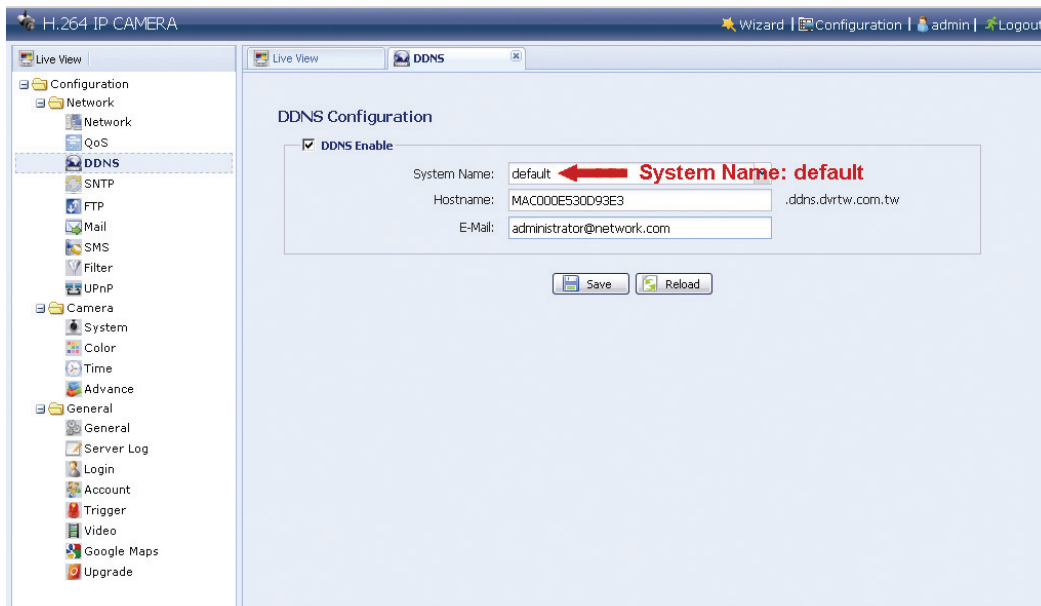 H.264 IP CAMERA
Wizard | Configuration | admin | Logout
Live View
Configuration
Network
Network
QoS
DDNS
SNTP
FTP
Mail
SMS
Filter
UPnP
Camera
System
Color
Time
Advance
General
General
Server Log
Login
Account
Trigger
Video
Google Maps
Upgrade
Live View
DDNS
DDNS Configuration
DDNS Enable
System Name: default System Name: default
Hostname: MAC000E530D93E3 .ddns.dvrtw.com.tw
E-Mail: administrator@network.com
Save Reload